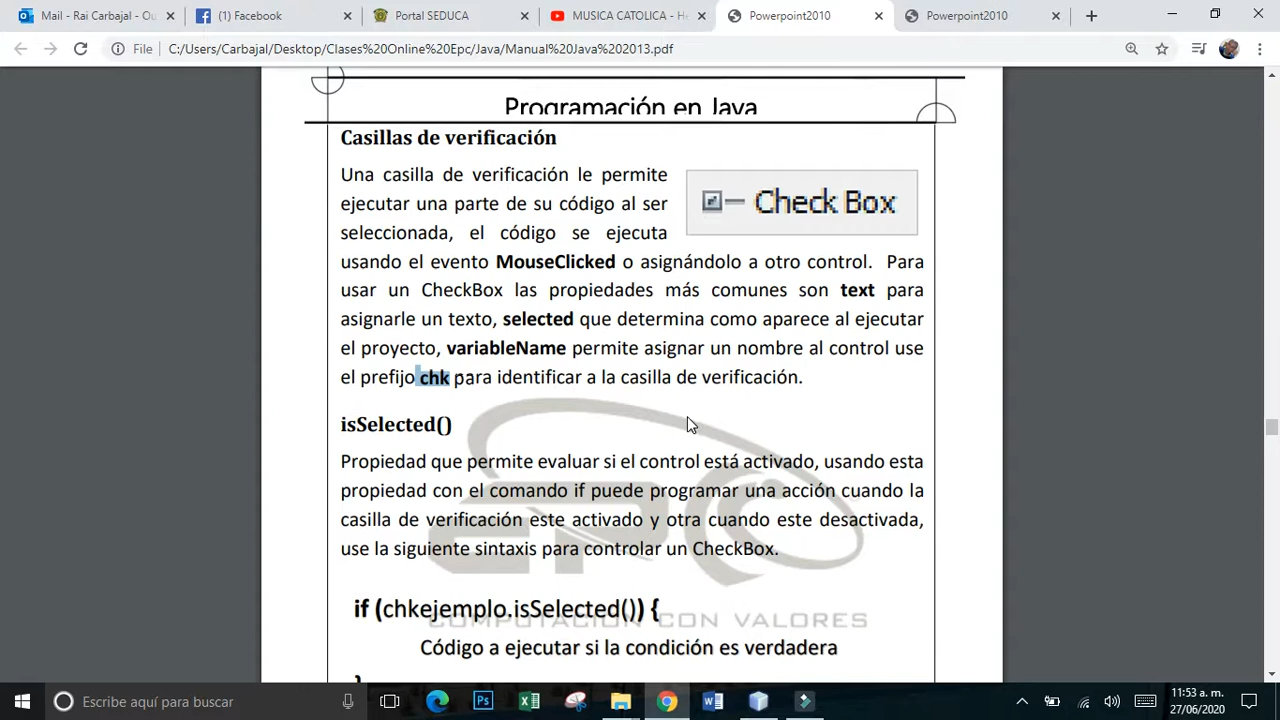 Mail - Rai Carbajal - Ou
(1) Facebook
Portal SEDUCA
MUSICA CATOLICA - He
Powerpoint2010
Powerpoint2010
File
C:/Users/Carbajal/Desktop/Clases%20Online%20Epc/Java/Manual%20Java%202013.pdf
Programación en Java
Casillas de verificación
Una casilla de verificación le permite
ejecutar una parte de su código al ser
seleccionada, el código se ejecuta
Check Box
usando el evento MouseClicked o asignándolo a otro control. Para
usar un CheckBox las propiedades más comunes son text para
asignarle un texto, selected que determina como aparece al ejecutar
el proyecto, variableName permite asignar un nombre al control use
el prefijo chk para identificar a la casilla de verificación.
isSelected()
Propiedad que permite evaluar si el control está activado, usando esta
propiedad con el comando if puede programar una acción cuando la
casilla de verificación este activado y otra cuando este desactivada,
use la siguiente sintaxis para controlar un CheckBox.
if (chkejemplo.isSelected()) {
COMPUTACION CON VALORES
Código a ejecutar si la condición es verdadera
}
Escribe aquí para buscar
11:53 a. m.
27/06/2020